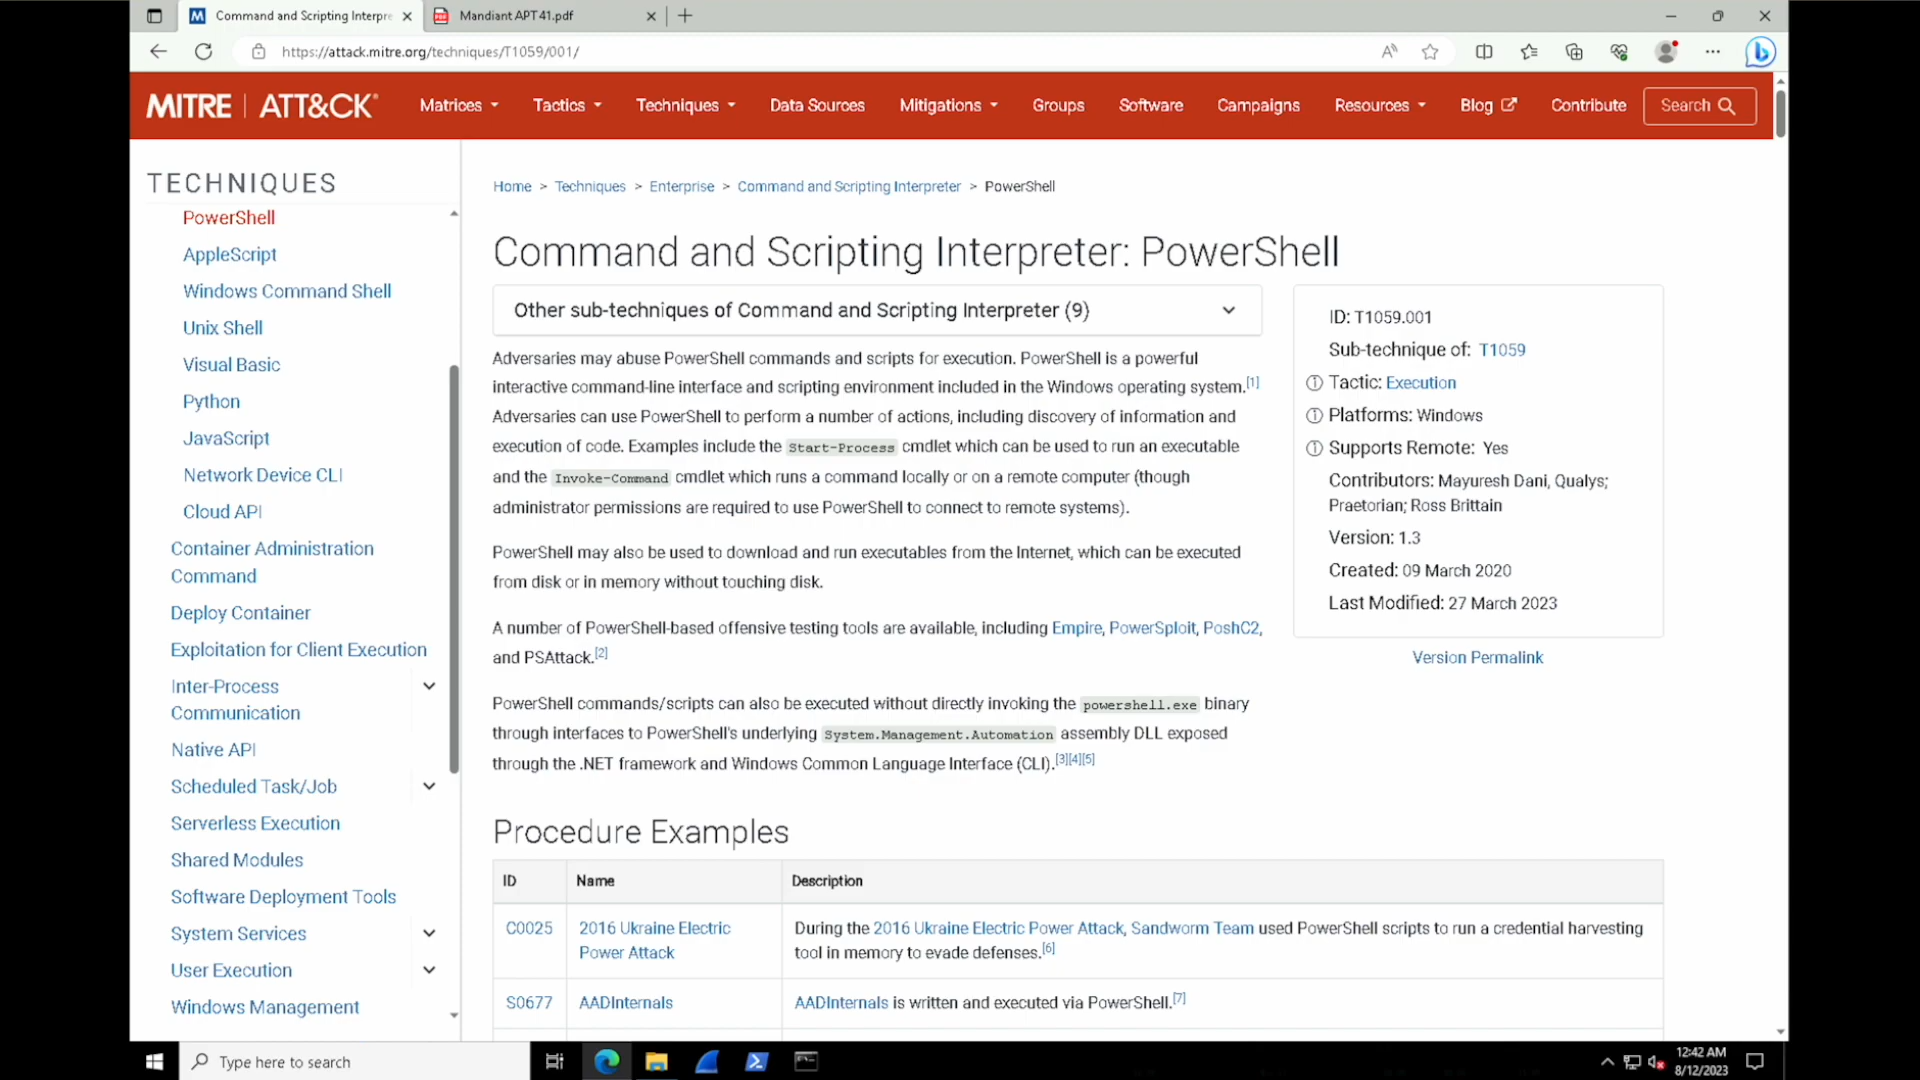 Command and Scripting Interpre
Mandiant APT41.pdf
https://attack.mitre.org/techniques/T1059/001/
MITRE | ATT&CK®
Matrices
Tactics
Techniques
Data Sources
Mitigations
Groups
Software
Campaigns
Resources
Blog
Contribute
Search
TECHNIQUES
PowerShell
AppleScript
Windows Command Shell
Unix Shell
Visual Basic
Python
JavaScript
Network Device CLI
Cloud API
Container Administration
Command
Deploy Container
Exploitation for Client Execution
Inter-Process
Communication
Native API
Scheduled Task/Job
Serverless Execution
Shared Modules
Software Deployment Tools
System Services
User Execution
Windows Management
Home > Techniques > Enterprise > Command and Scripting Interpreter > PowerShell
Command and Scripting Interpreter: PowerShell
Other sub-techniques of Command and Scripting Interpreter (9)
Adversaries may abuse PowerShell commands and scripts for execution. PowerShell is a powerful
interactive command-line interface and scripting environment included in the Windows operating system.[1]
Adversaries can use PowerShell to perform a number of actions, including discovery of information and
execution of code. Examples include the Start-Process cmdlet which can be used to run an executable
and the Invoke-Command cmdlet which runs a command locally or on a remote computer (though
administrator permissions are required to use PowerShell to connect to remote systems).
PowerShell may also be used to download and run executables from the Internet, which can be executed
from disk or in memory without touching disk.
A number of PowerShell-based offensive testing tools are available, including Empire, PowerSploit, PoshC2,
and PSAttack.[2]
PowerShell commands/scripts can also be executed without directly invoking the powershell.exe binary
through interfaces to PowerShell's underlying System.Management.Automation assembly DLL exposed
through the .NET framework and Windows Common Language Interface (CLI).[3][4][5]
ID: T1059.001
Sub-technique of: T1059
Tactic: Execution
Platforms: Windows
Supports Remote: Yes
Contributors: Mayuresh Dani, Qualys;
Praetorian; Ross Brittain
Version: 1.3
Created: 09 March 2020
Last Modified: 27 March 2023
Version Permalink
Procedure Examples
ID Name Description
C0025 2016 Ukraine Electric During the 2016 Ukraine Electric Power Attack, Sandworm Team used PowerShell scripts to run a credential harvesting
Power Attack tool in memory to evade defenses.[6]
S0677 AADInternals AADInternals is written and executed via PowerShell.[7]
Type here to search
12:42 AM
8/12/2023